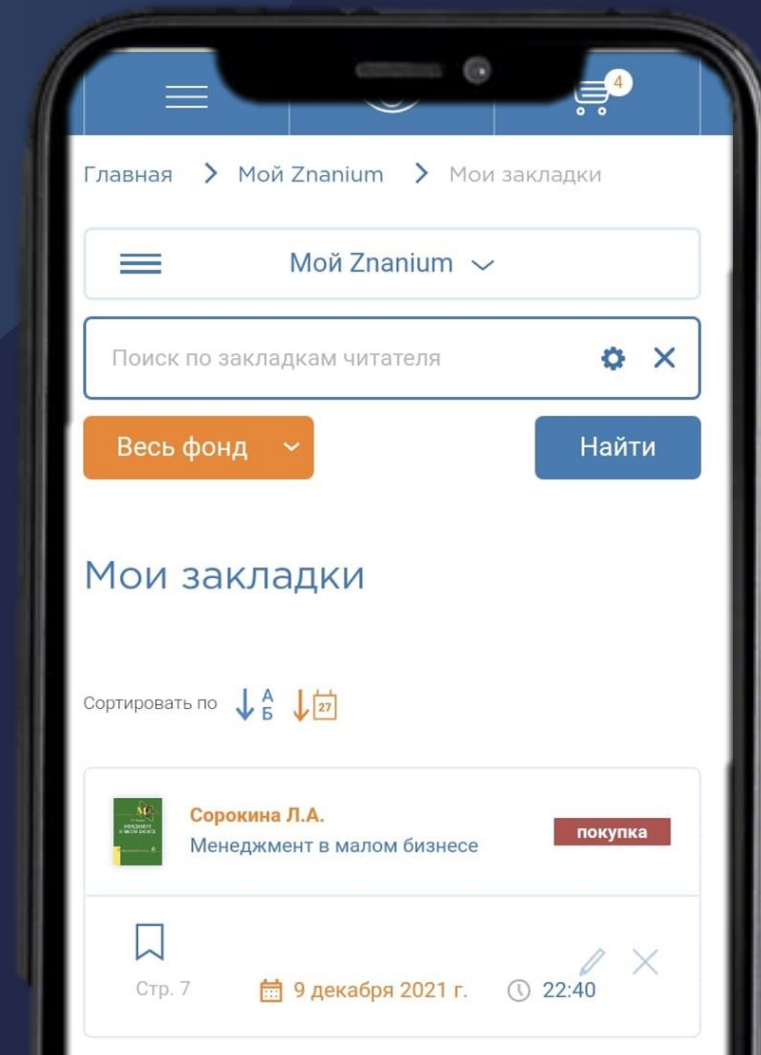 4
Главная > Мой Znanium > Мои закладки
Мой Znanium
Поиск по закладкам читателя
Весь фонд
Найти
Мои закладки
Сортировать по А Б 27
Сорокина Л.А.
Менеджмент в малом бизнесе
покупка
Стр. 7 9 декабря 2021 г. 22:40